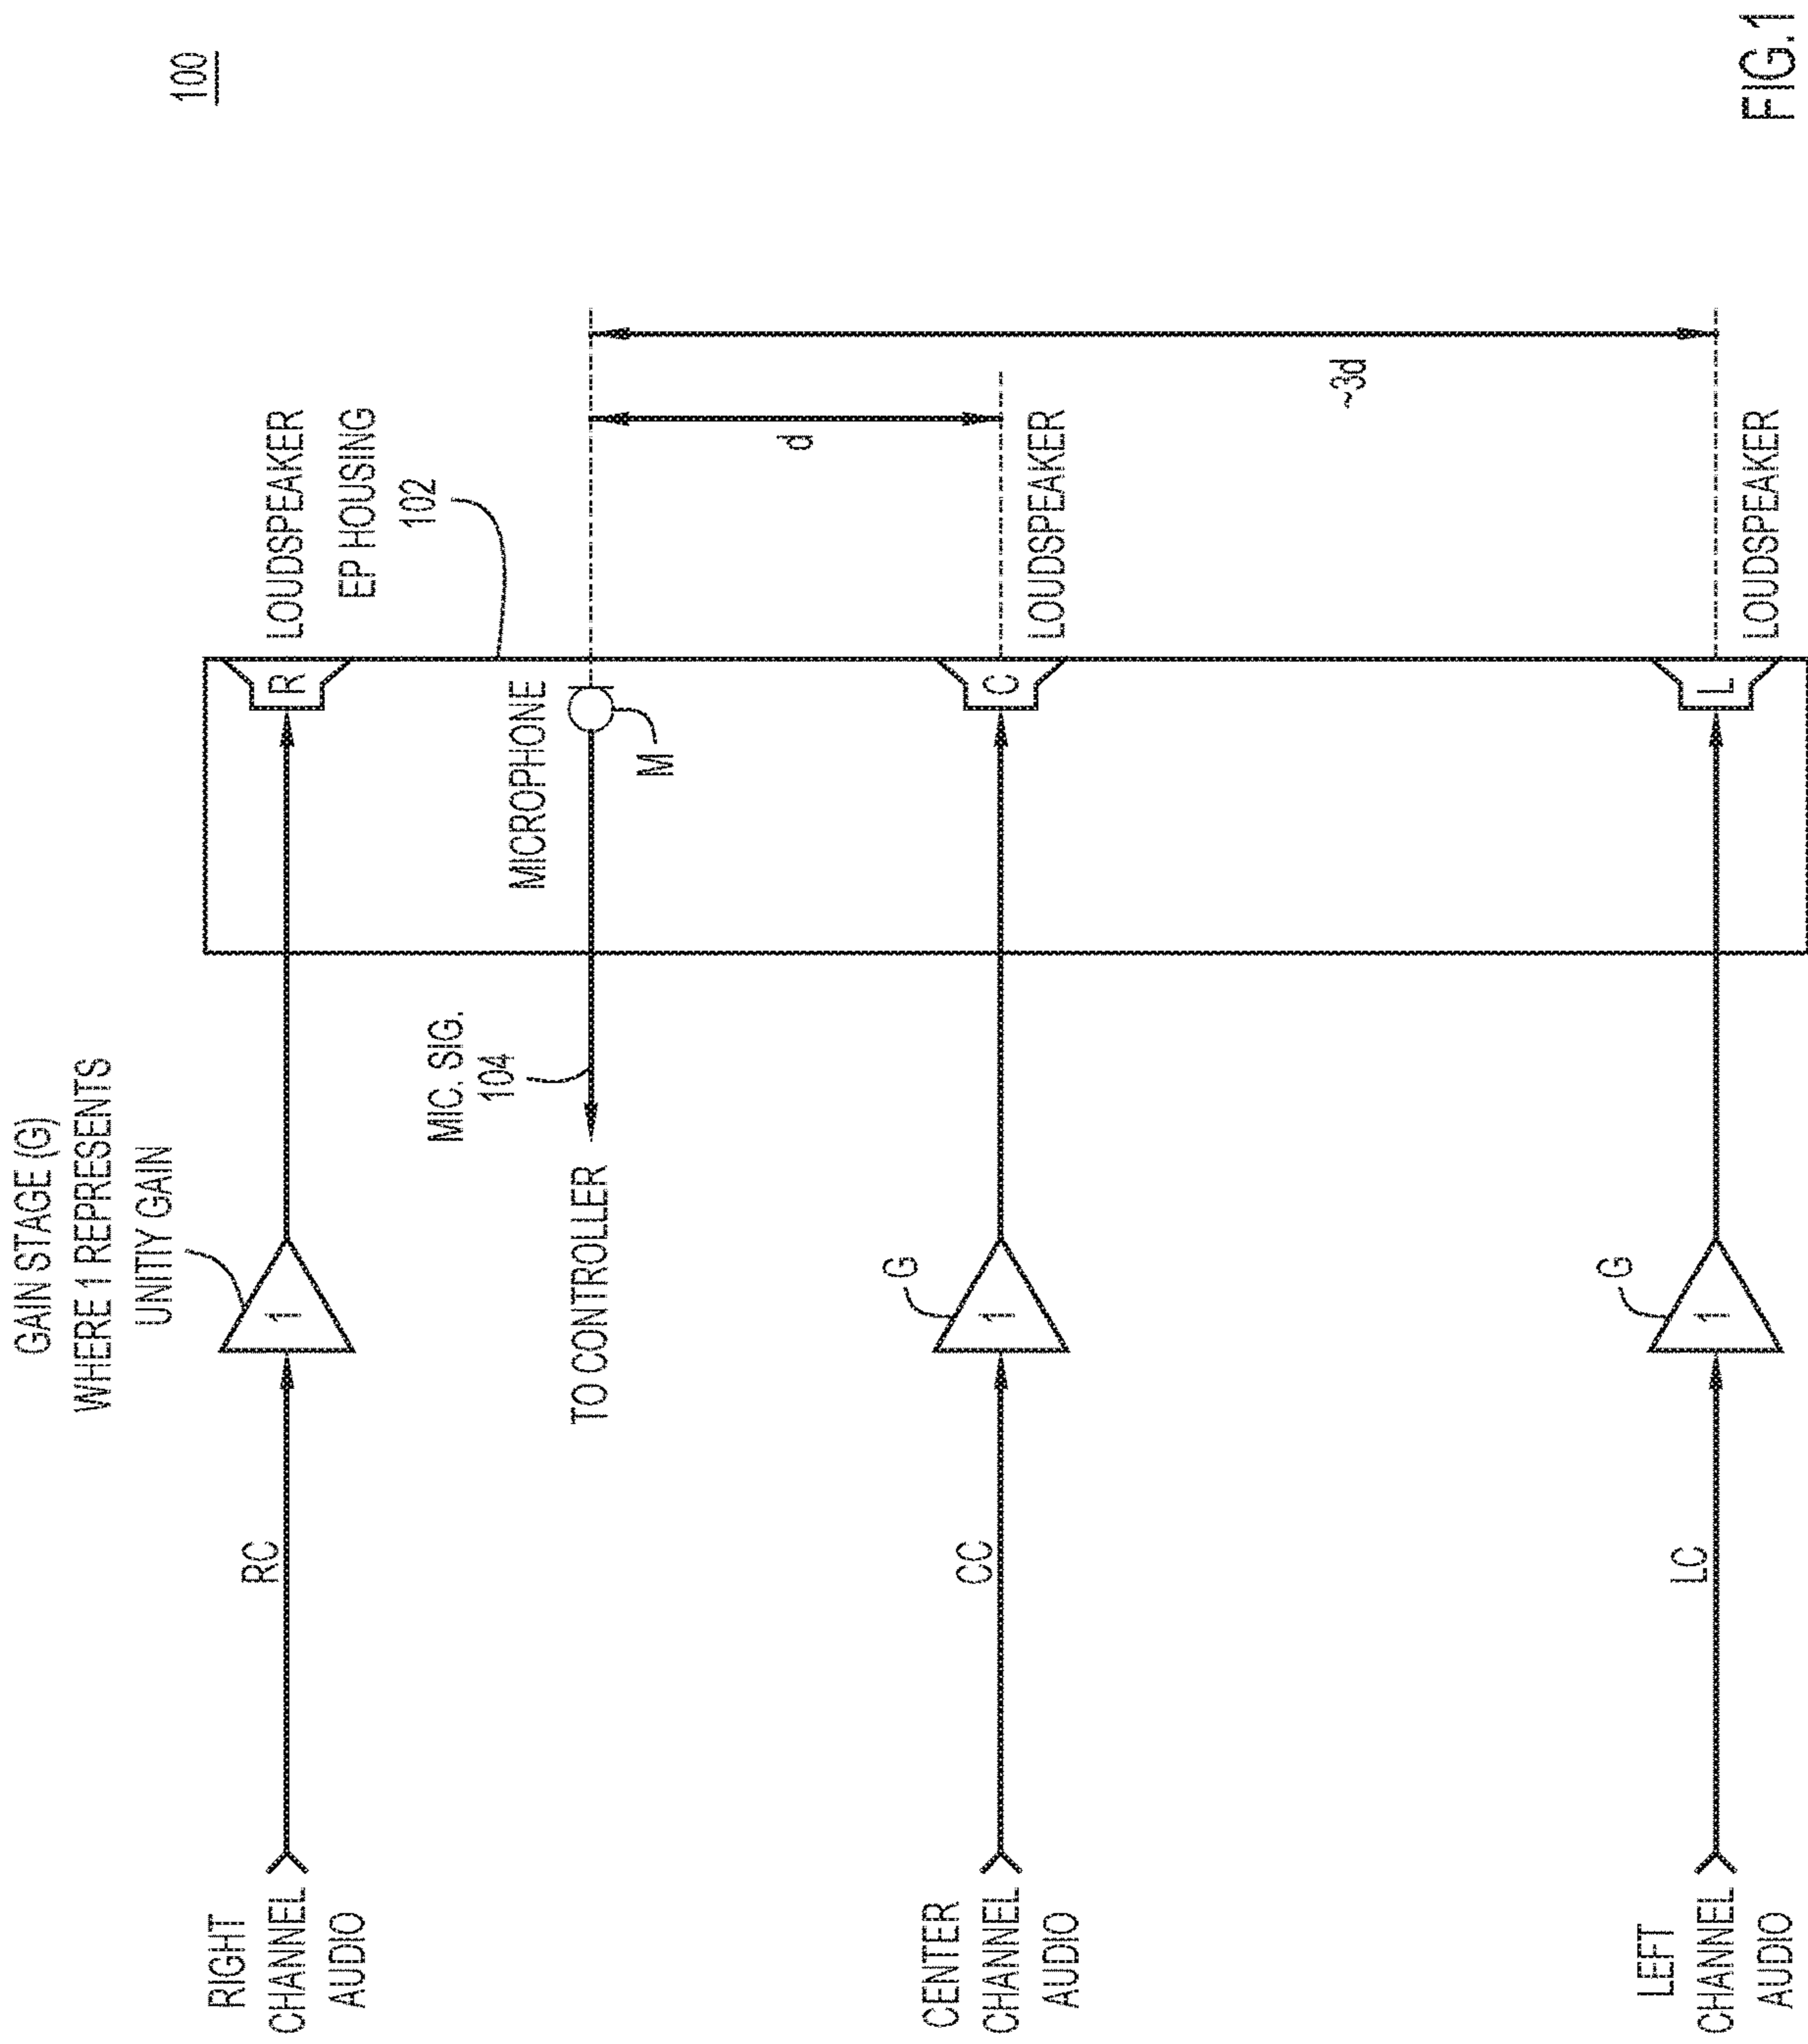 100
GAIN STAGE (G)
WHERE 1 REPRESENTS
UNITIY GAIN
RIGHT
CHANNEL
AUDIO
RC
1
R
LOUDSPEAKER
EP HOUSING
102
MIC. SIG.
104
MICROPHONE
TO CONTROLLER
M
d
~3d
CENTER
CHANNEL
AUDIO
CC
G
1
C
LOUDSPEAKER
LEFT
CHANNEL
AUDIO
LC
G
1
L
LOUDSPEAKER
FIG.1